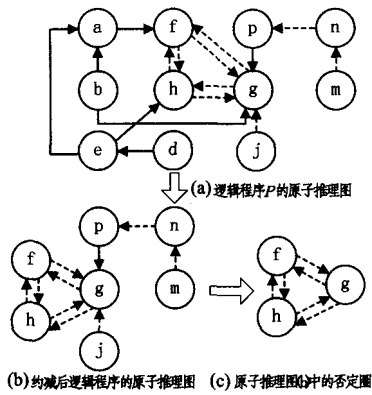 a f p n
b h g m
e d j
(a) 逻辑程序P的原子推理图
p n
f
g m
h
j
f
g
h
(b) 约减后逻辑程序的原子推理图 (c) 原子推理图(b)中的否定圈